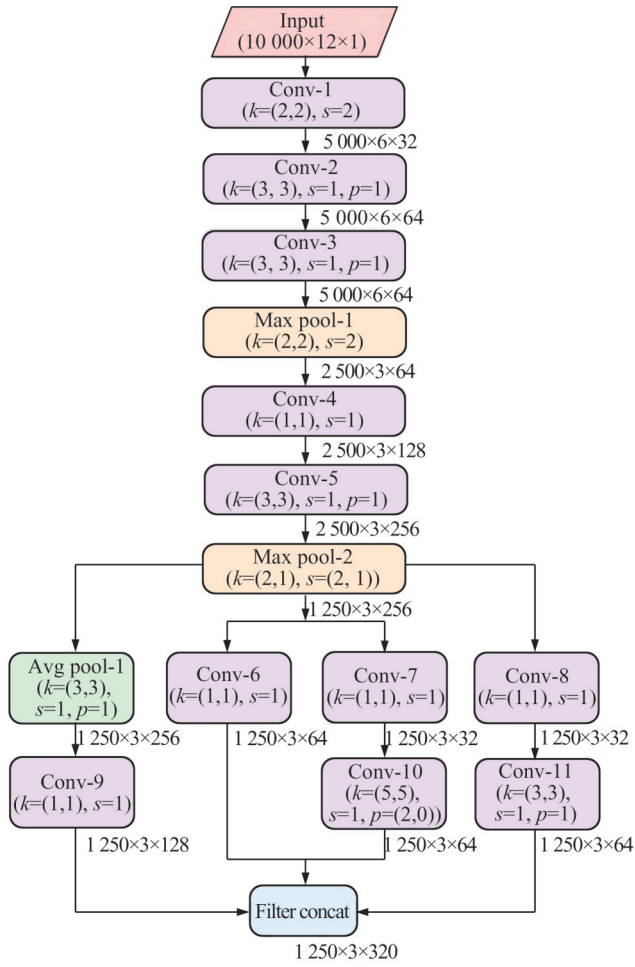 Input
(10 000×12×1)
Conv-1
(k=(2,2), s=2)
5 000×6×32
Conv-2
(k=(3, 3), s=1, p=1)
5 000×6×64
Conv-3
(k=(3, 3), s=1, p=1)
5 000×6×64
Max pool-1
(k=(2,2), s=2)
2 500×3×64
Conv-4
(k=(1,1), s=1)
2 500×3×128
Conv-5
(k=(3,3), s=1, p=1)
2 500×3×256
Max pool-2
(k=(2,1), s=(2, 1))
1 250×3×256
Avg pool-1
(k=(3,3),
s=1, p=1)
1 250×3×256
Conv-6
(k=(1,1), s=1)
1 250×3×64
Conv-7
(k=(1,1), s=1)
1 250×3×32
Conv-8
(k=(1,1), s=1)
1 250×3×32
Conv-9
(k=(1,1), s=1)
1 250×3×128
Conv-10
(k=(5,5),
s=1, p=(2,0))
1 250×3×64
Conv-11
(k=(3,3),
s=1, p=1)
1 250×3×64
Filter concat
1 250×3×320